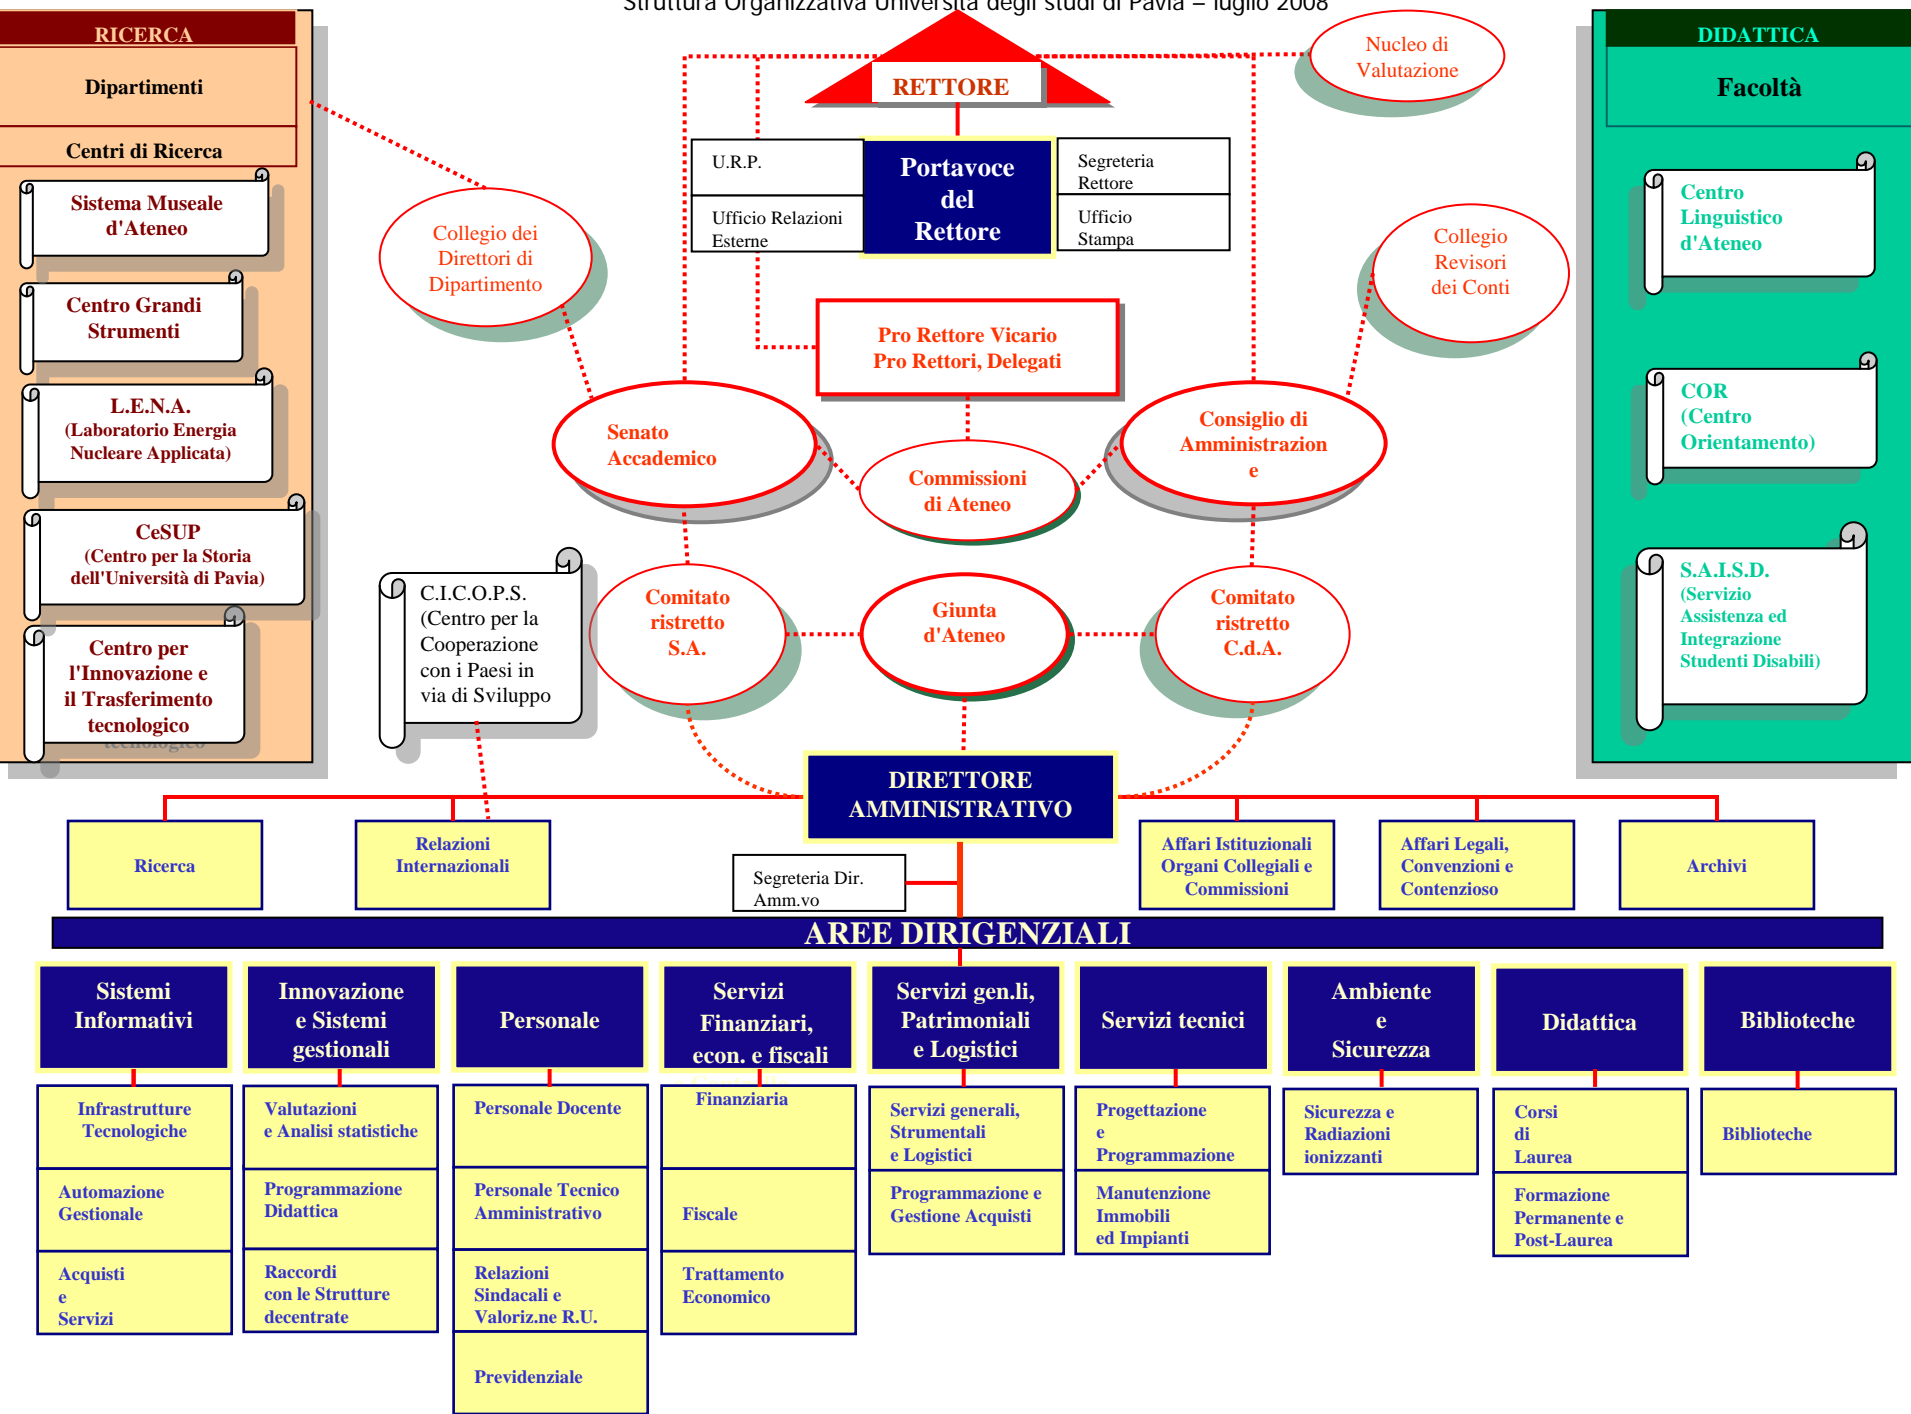 Struttura Organizzativa Università degli studi di Pavia – luglio 2008
RICERCA
Dipartimenti
Centri di Ricerca
Sistema Museale
d'Ateneo
Centro Grandi
Strumenti
L.E.N.A.
(Laboratorio Energia
Nucleare Applicata)
CeSUP
(Centro per la Storia
dell'Università di Pavia)
Centro per
l'Innovazione e
il Trasferimento
tecnologico
RETTORE
Nucleo di
Valutazione
U.R.P.
Ufficio Relazioni
Esterne
Portavoce
del
Rettore
Segreteria
Rettore
Ufficio
Stampa
Collegio dei
Direttori di
Dipartimento
Collegio
Revisori
dei Conti
Pro Rettore Vicario
Pro Rettori, Delegati
Senato
Accademico
Commissioni
di Ateneo
Consiglio di
Amministrazion
e
C.I.C.O.P.S.
(Centro per la
Cooperazione
con i Paesi in
via di Sviluppo
Comitato
ristretto
S.A.
Giunta
d'Ateneo
Comitato
ristretto
C.d.A.
DIDATTICA
Facoltà
Centro
Linguistico
d'Ateneo
COR
(Centro
Orientamento)
S.A.I.S.D.
(Servizio
Assistenza ed
Integrazione
Studenti Disabili)
DIRETTORE
AMMINISTRATIVO
Ricerca
Relazioni
Internazionali
Segreteria Dir.
Amm.vo
Affari Istituzionali
Organi Collegiali e
Commissioni
Affari Legali,
Convenzioni e
Contenzioso
Archivi
AREE DIRIGENZIALI
Sistemi
Informativi
Infrastrutture
Tecnologiche
Automazione
Gestionale
Acquisti
e
Servizi
Innovazione
e Sistemi
gestionali
Valutazioni
e Analisi statistiche
Programmazione
Didattica
Raccordi
con le Strutture
decentrate
Personale
Personale Docente
Personale Tecnico
Amministrativo
Relazioni
Sindacali e
Valoriz.ne R.U.
Previdenziale
Servizi
Finanziari,
econ. e fiscali
Finanziaria
Fiscale
Trattamento
Economico
Servizi gen.li,
Patrimoniali
e Logistici
Servizi generali,
Strumentali
e Logistici
Programmazione e
Gestione Acquisti
Servizi tecnici
Progettazione
e
Programmazione
Manutenzione
Immobili
ed Impianti
Ambiente
e
Sicurezza
Sicurezza e
Radiazioni
ionizzanti
Didattica
Corsi
di
Laurea
Formazione
Permanente e
Post-Laurea
Biblioteche
Biblioteche